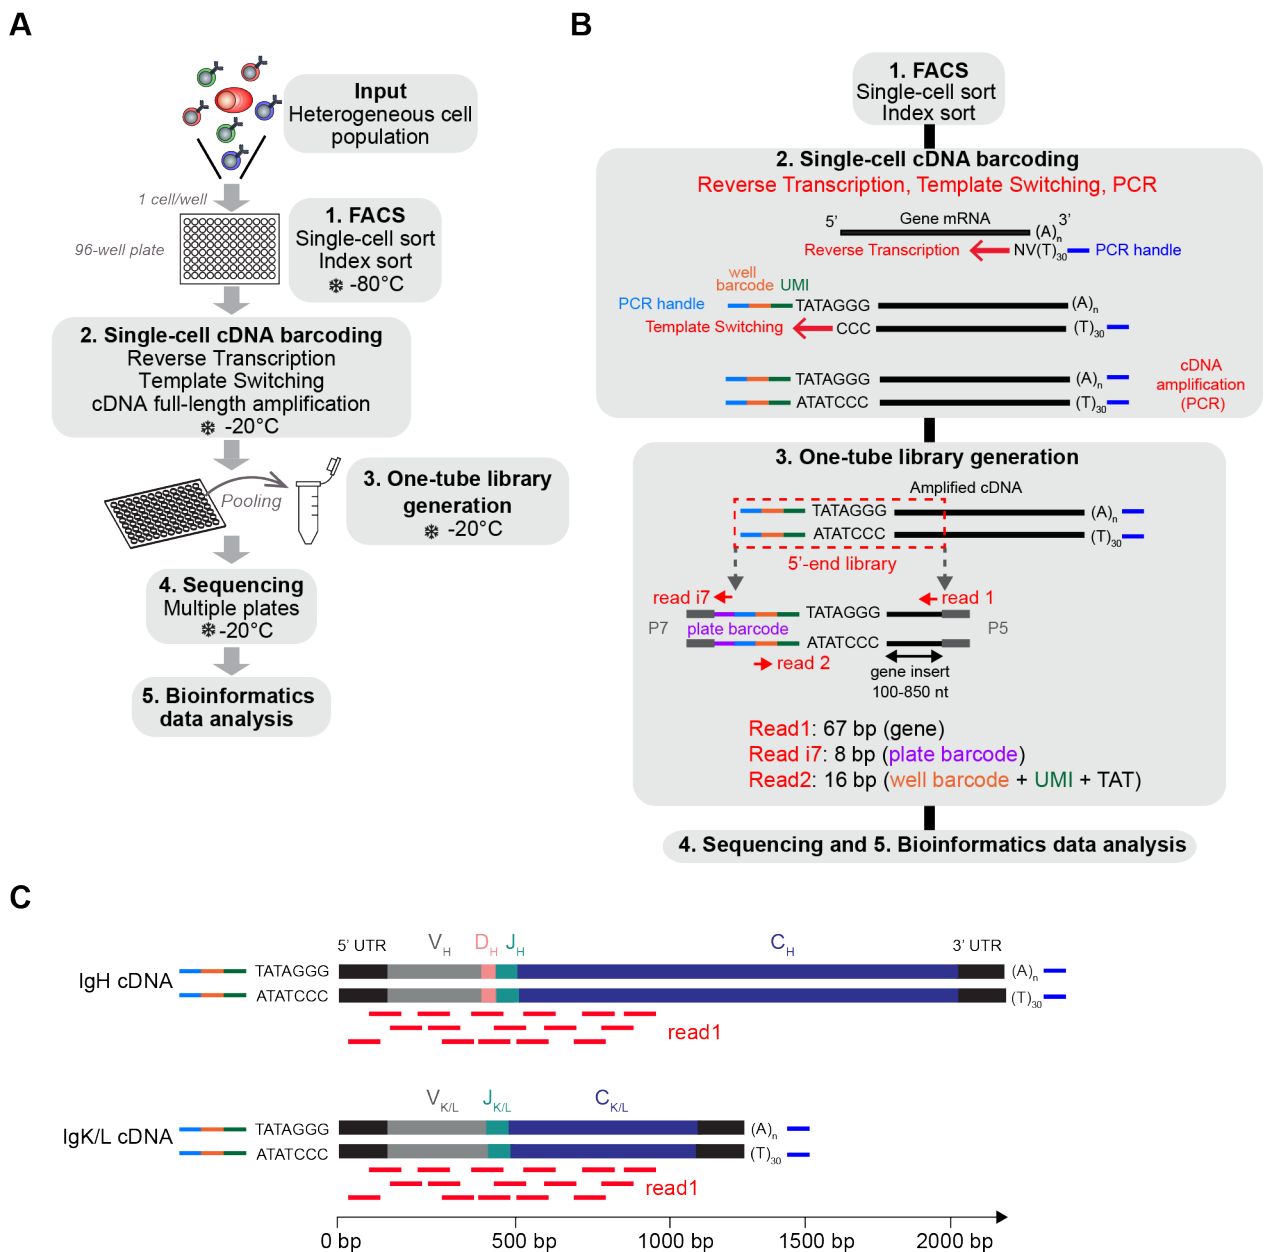 A
Input
Heterogeneous cell
population
1 cell/well
96-well plate
1. FACS
Single-cell sort
Index sort
❄ -80°C
2. Single-cell cDNA barcoding
Reverse Transcription
Template Switching
cDNA full-length amplification
❄ -20°C
Pooling
3. One-tube library
generation
❄ -20°C
4. Sequencing
Multiple plates
❄-20°C
5. Bioinformatics
data analysis
B
1. FACS
Single-cell sort
Index sort
2. Single-cell cDNA barcoding
Reverse Transcription, Template Switching, PCR
5' Gene mRNA (A)n 3'
Reverse Transcription NV(T)30 PCR handle
well
barcode UMI
PCR handle TATAGGG (A)n
Template Switching CCC (T)30
TATAGGG (A)n
ATATCCC (T)30
cDNA
amplification
(PCR)
3. One-tube library generation
Amplified cDNA
TATAGGG (A)n
ATATCCC (T)30
5'-end library
read i7 read 1
TATAGGG
P7 plate barcode P5
ATATCCC
read 2
gene insert
100-850 nt
Read1: 67 bp (gene)
Read i7: 8 bp (plate barcode)
Read2: 16 bp (well barcode + UMI + TAT)
4. Sequencing and 5. Bioinformatics data analysis
C
5' UTR VH DH JH CH 3' UTR
IgH cDNA
TATAGGG (A)n
ATATCCC (T)30
read1
VK/L JK/L CK/L
IgK/L cDNA
TATAGGG (A)n
ATATCCC (T)30
read1
0 bp 500 bp 1000 bp 1500 bp 2000 bp